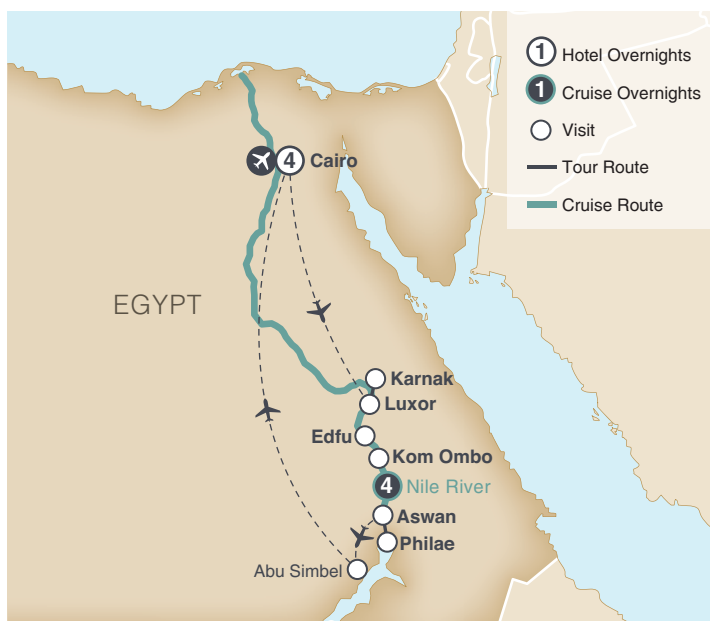 1 Hotel Overnights
1 Cruise Overnights
Visit
Tour Route
Cruise Route
4 Cairo
EGYPT
Karnak
Luxor
Edfu
Kom Ombo
4 Nile River
Aswan
Philae
Abu Simbel